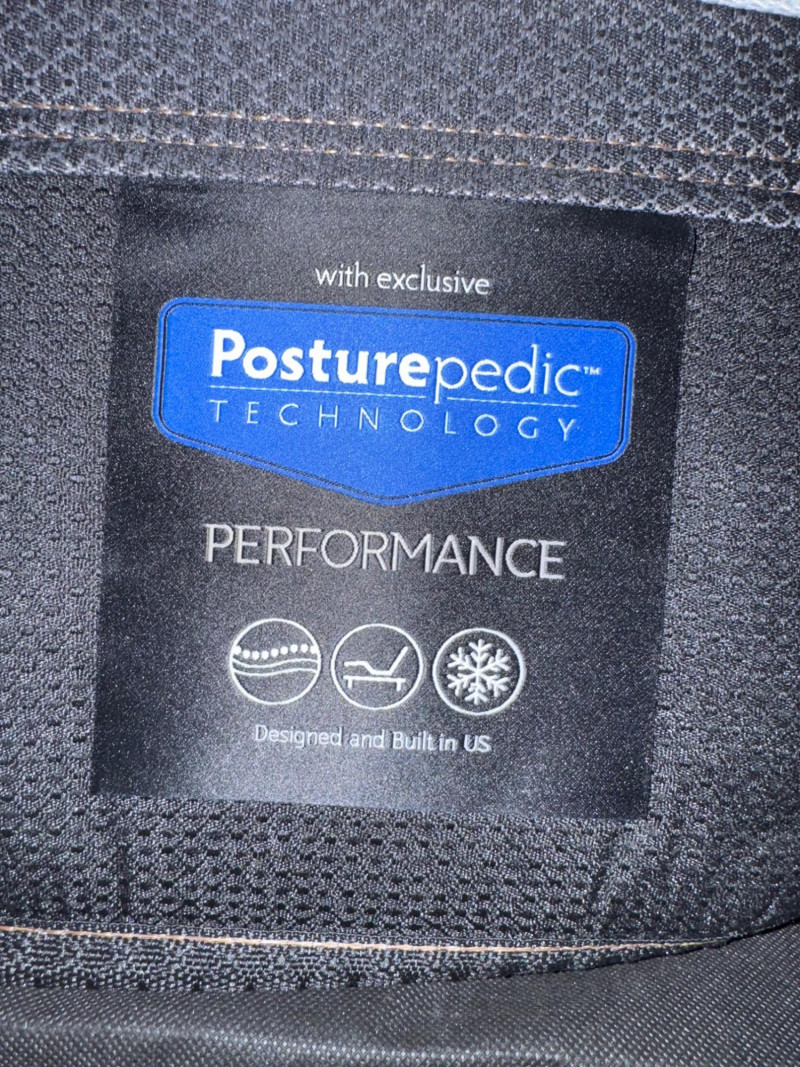 with exclusive
Posturepedic™
TECHNOLOGY
PERFORMANCE
Designed and Built in US